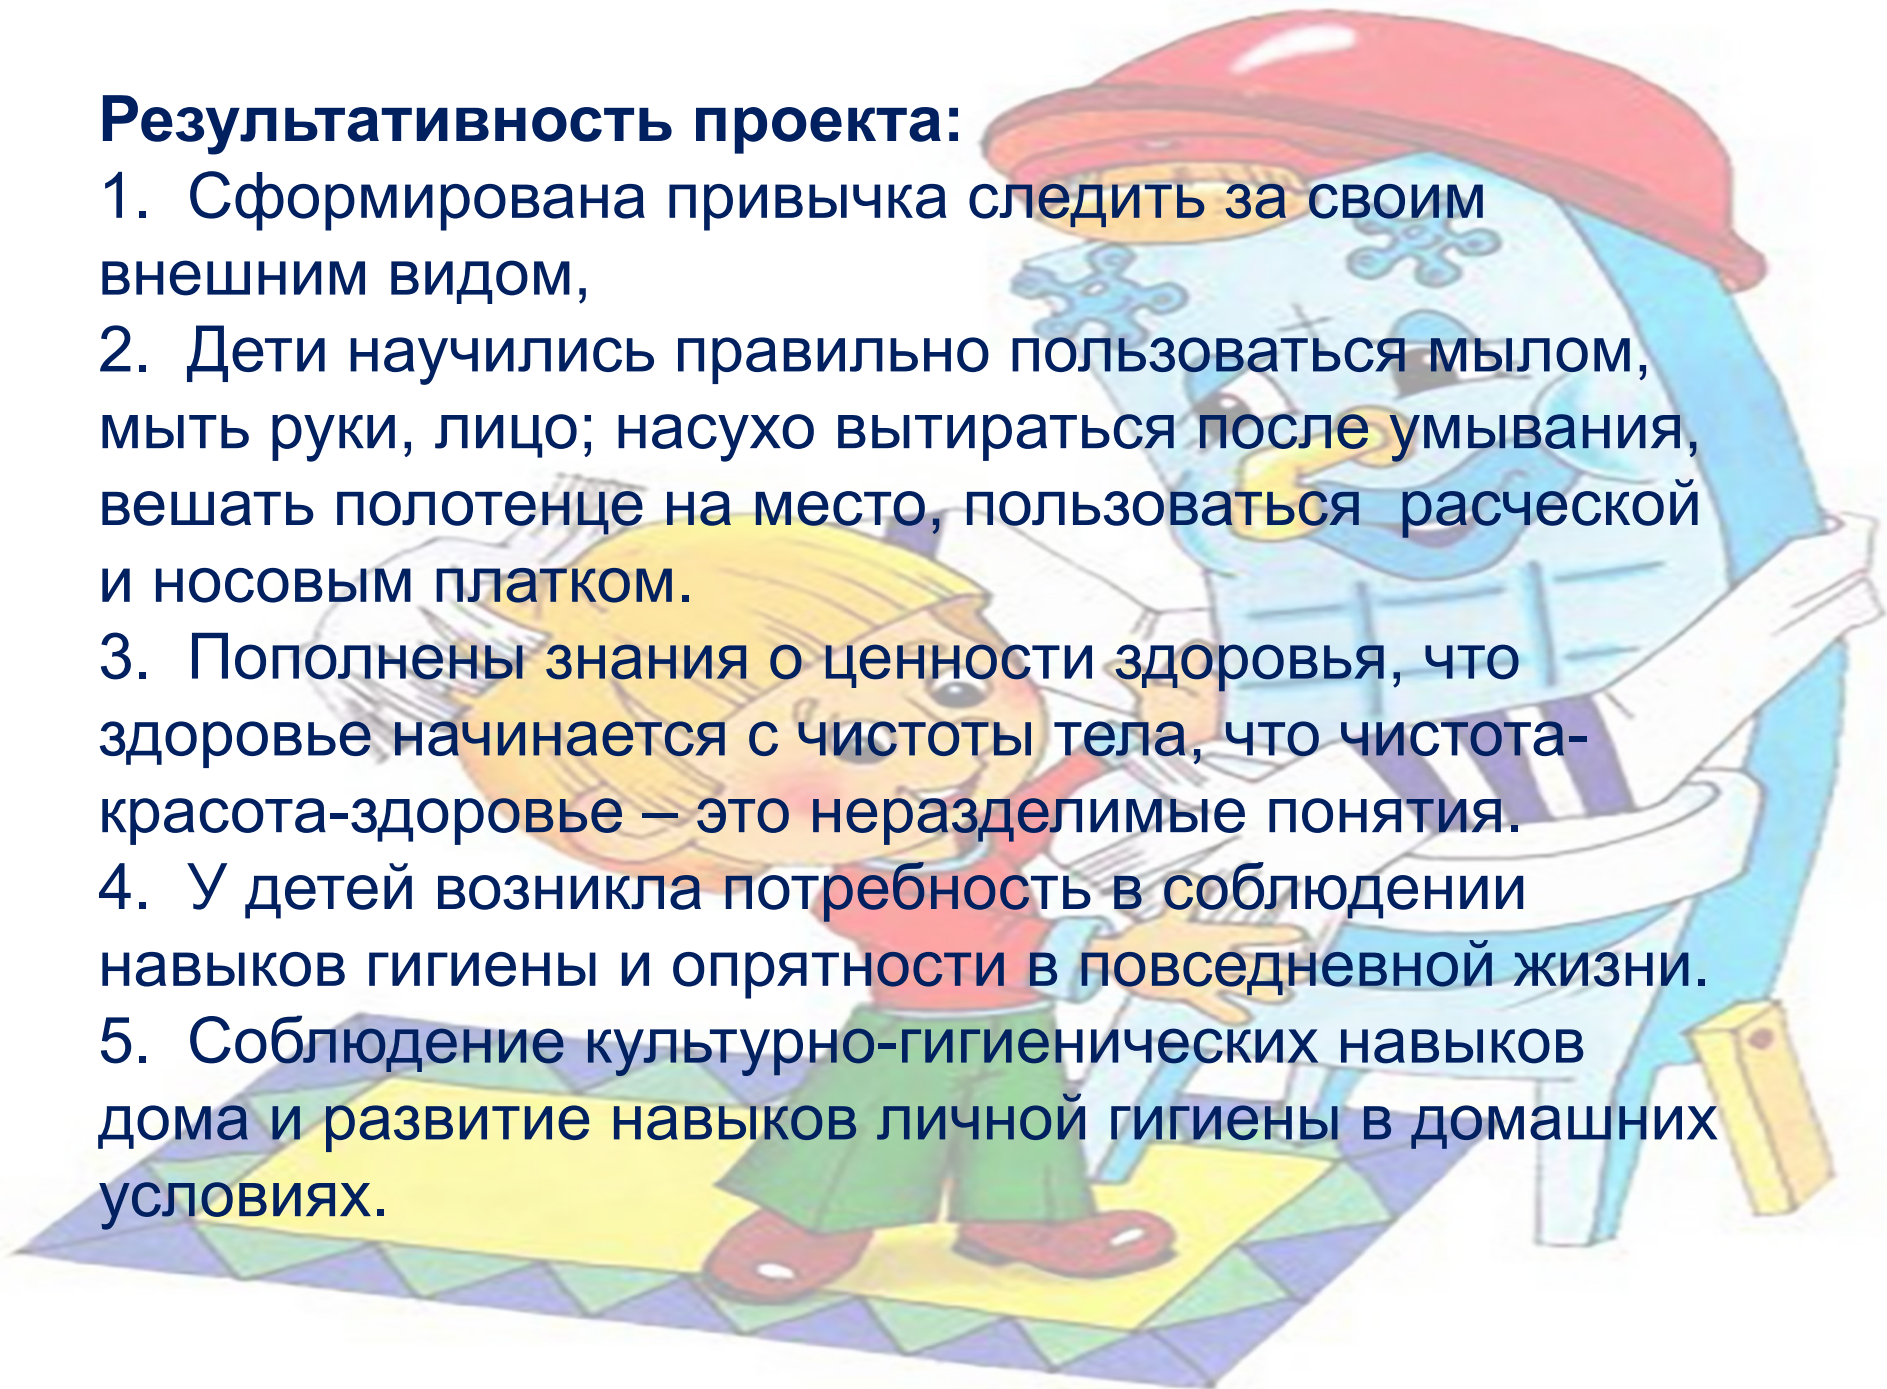 Результативность проекта:
1.  Сформирована привычка следить за своим
внешним видом,
2.  Дети научились правильно пользоваться мылом,
мыть руки, лицо; насухо вытираться после умывания,
вешать полотенце на место, пользоваться  расческой
и носовым платком.
3.  Пополнены знания о ценности здоровья, что
здоровье начинается с чистоты тела, что чистота-
красота-здоровье – это неразделимые понятия.
4.  У детей возникла потребность в соблюдении
навыков гигиены и опрятности в повседневной жизни.
5.  Соблюдение культурно-гигиенических навыков
дома и развитие навыков личной гигиены в домашних
условиях.